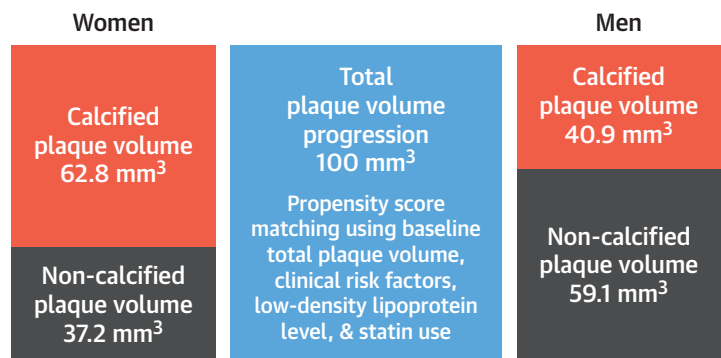 Women
Calcified
plaque volume
62.8 mm³
Non-calcified
plaque volume
37.2 mm³
Total
plaque volume
progression
100 mm³
Propensity score
matching using baseline
total plaque volume,
clinical risk factors,
low-density lipoprotein
level, & statin use
Men
Calcified
plaque volume
40.9 mm³
Non-calcified
plaque volume
59.1 mm³